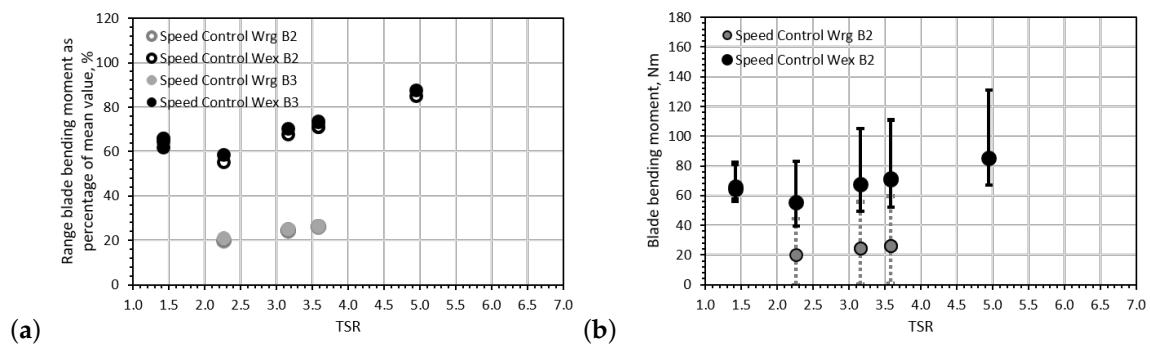 Range blade bending moment as
percentage of mean value, %
120
100
80
60
40
20
0
Speed Control Wrg B2
Speed Control Wex B2
Speed Control Wrg B3
Speed Control Wex B3
1.0 1.5 2.0 2.5 3.0 3.5 4.0 4.5 5.0 5.5 6.0 6.5 7.0
TSR
(a)
Blade bending moment, Nm
180
160
140
120
100
80
60
40
20
0
Speed Control Wrg B2
Speed Control Wex B2
1.0 1.5 2.0 2.5 3.0 3.5 4.0 4.5 5.0 5.5 6.0 6.5 7.0
TSR
(b)